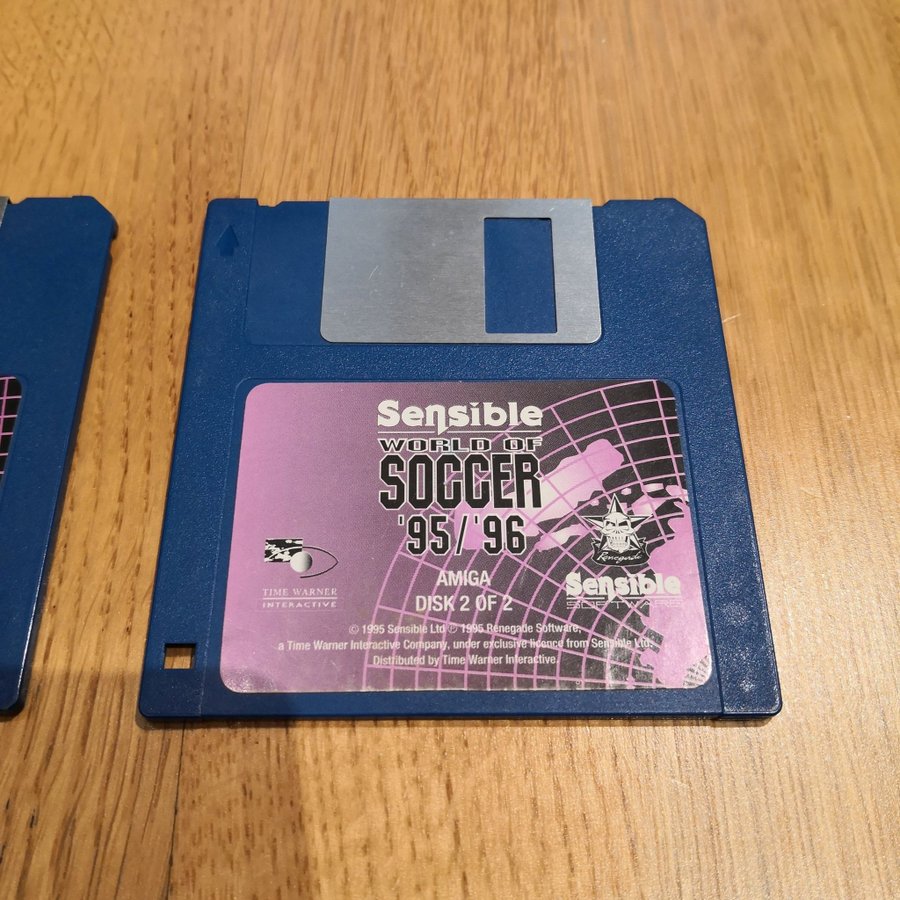 Sensible
WORLD OF
SOCCER
'95/'96
Renegade
TIME WARNER
INTERACTIVE
AMIGA
DISK 2 OF 2
Sensible
SOFTWARE
© 1995 Sensible Ltd ℗ 1995 Renegade Software,
a Time Warner Interactive Company, under exclusive licence from Sensible Ltd.
Distributed by Time Warner Interactive.